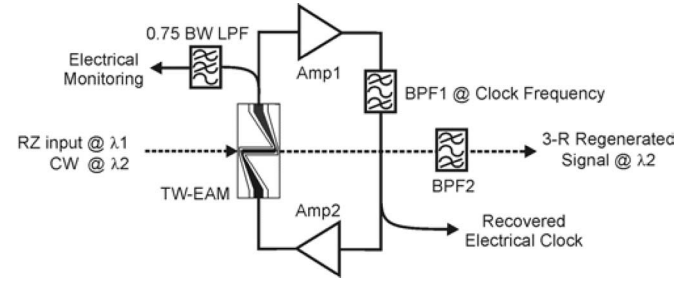 0.75 BW LPF
Electrical
Monitoring
Amp1
BPF1 @ Clock Frequency
RZ input @ λ1
CW @ λ2
3-R Regenerated
Signal @ λ2
BPF2
TW-EAM
Amp2
Recovered
Electrical Clock